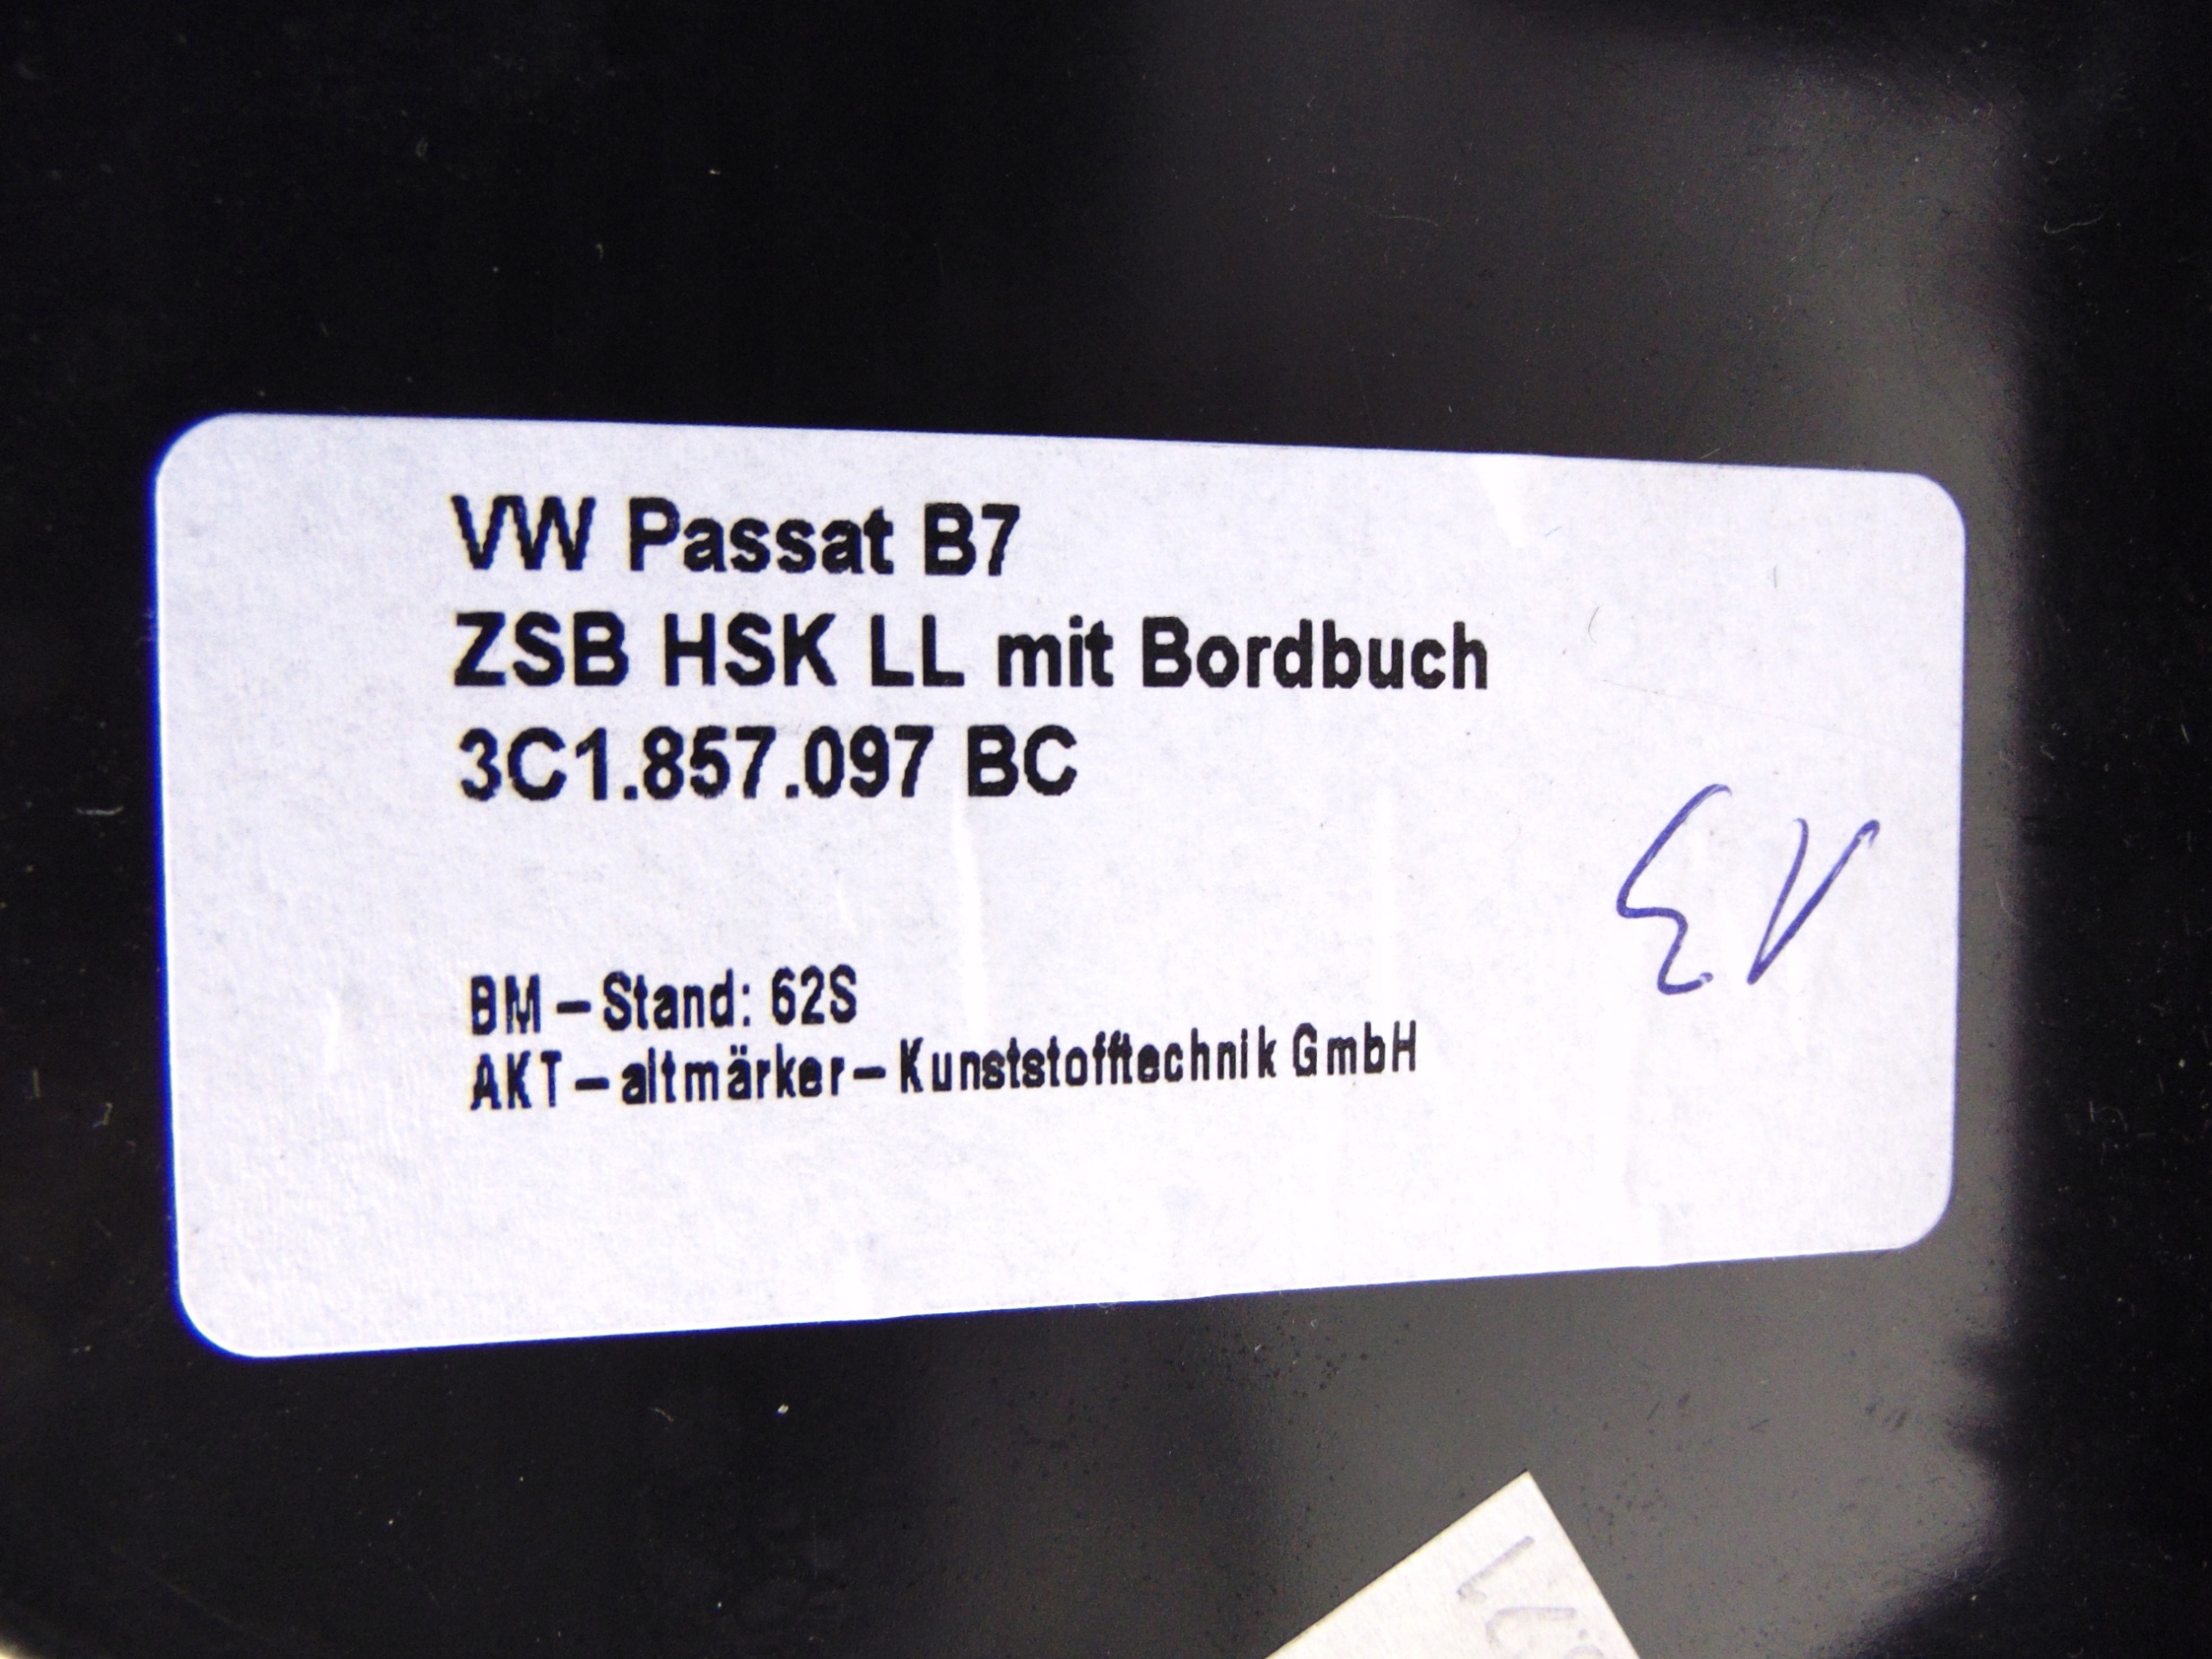 VW Passat B7
ZSB HSK LL mit Bordbuch
3C1.857.097 BC
BM – Stand: 62S
AKT – altmärker – Kunststofftechnik GmbH